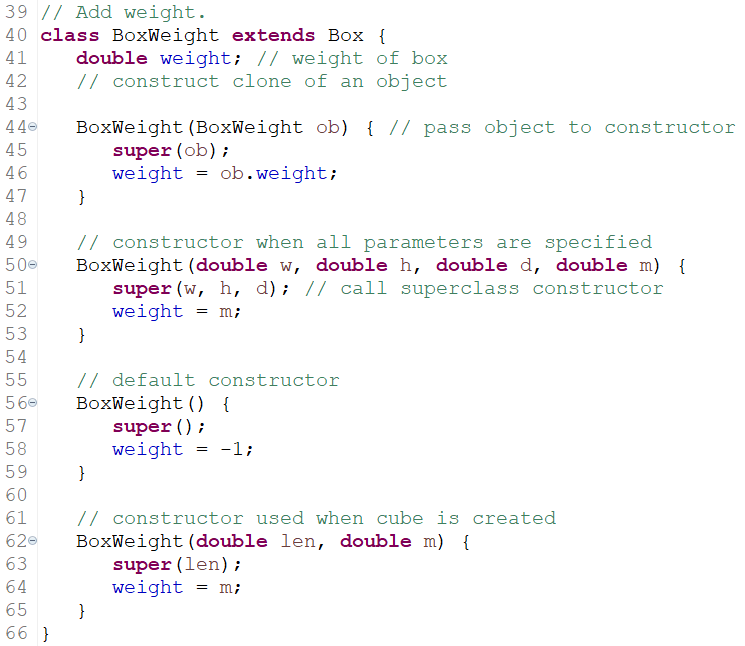 39 // Add weight.
40 class BoxWeight extends Box {
41    double weight; // weight of box
42    // construct clone of an object
43
44    BoxWeight(BoxWeight ob) { // pass object to constructor
45       super(ob);
46       weight = ob.weight;
47    }
48
49    // constructor when all parameters are specified
50    BoxWeight(double w, double h, double d, double m) {
51       super(w, h, d); // call superclass constructor
52       weight = m;
53    }
54
55    // default constructor
56    BoxWeight() {
57       super();
58       weight = -1;
59    }
60
61    // constructor used when cube is created
62    BoxWeight(double len, double m) {
63       super(len);
64       weight = m;
65    }
66 }